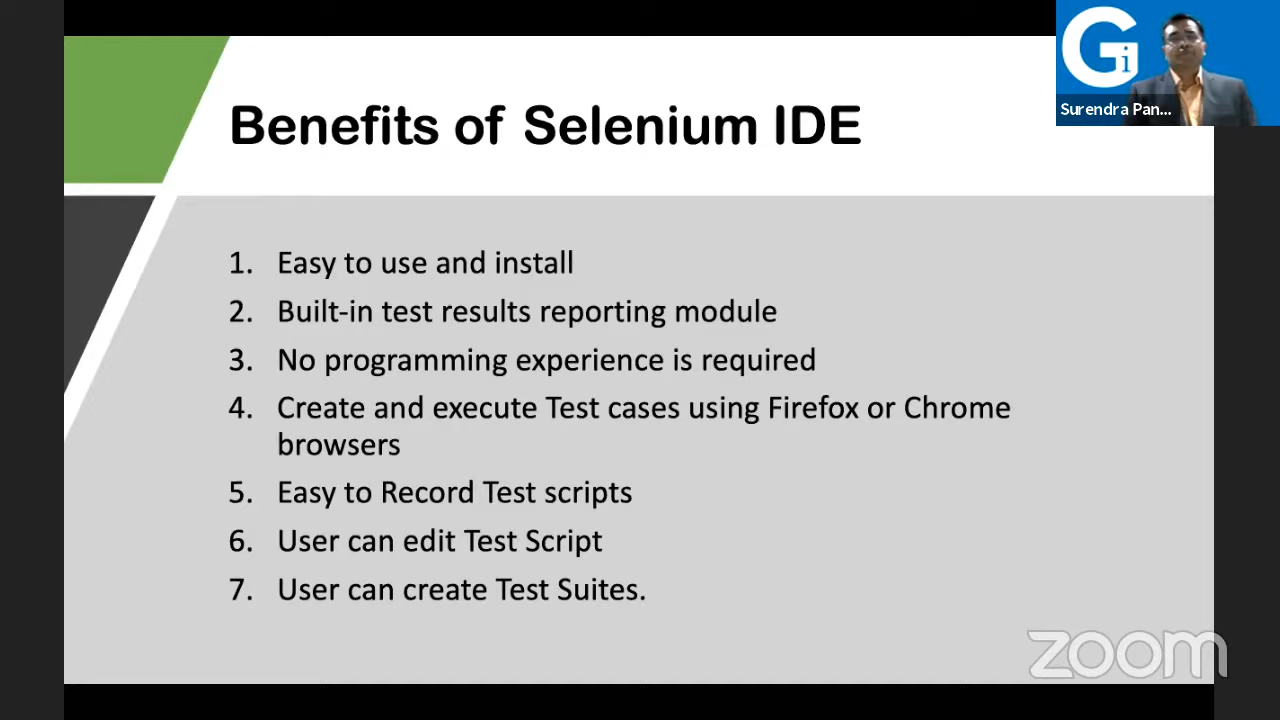 Gi
Surendra Pan...
Benefits of Selenium IDE
1. Easy to use and install
2. Built-in test results reporting module
3. No programming experience is required
4. Create and execute Test cases using Firefox or Chrome
browsers
5. Easy to Record Test scripts
6. User can edit Test Script
7. User can create Test Suites.
zoom